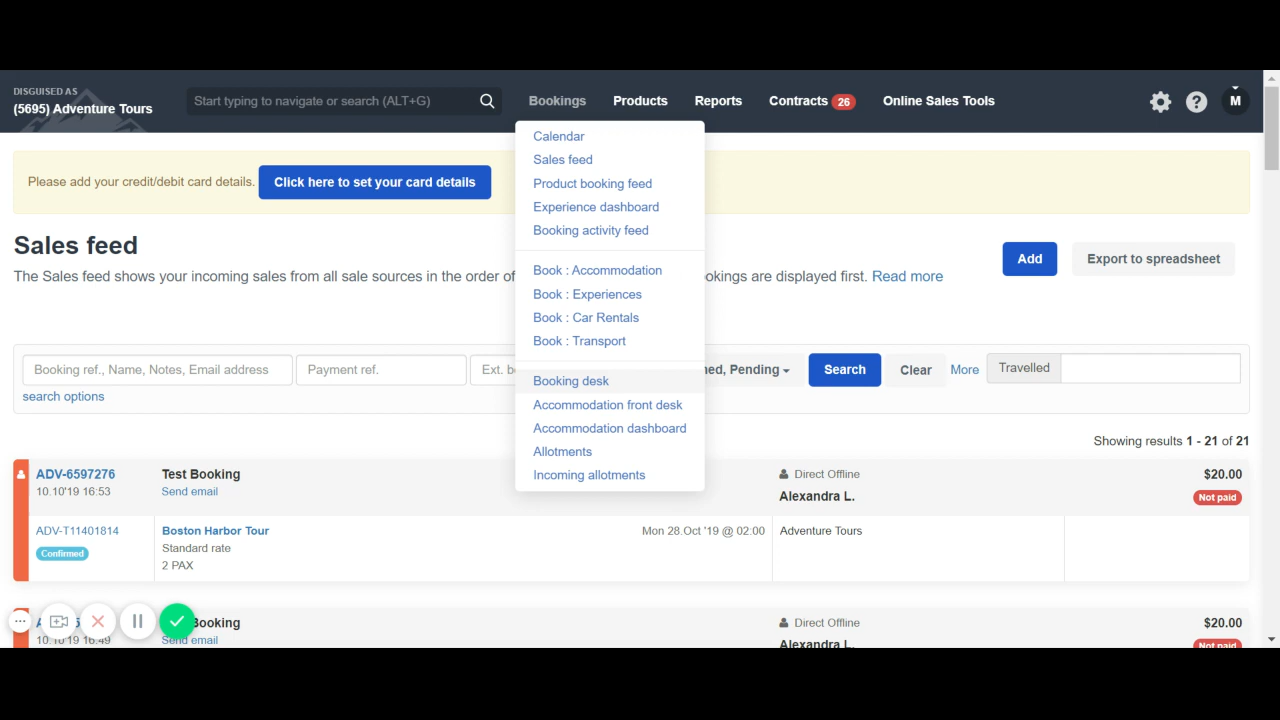 DISGUISED AS
(5695) Adventure Tours
Start typing to navigate or search (ALT+G)
Bookings
Products
Reports
Contracts 26
Online Sales Tools
?
M
Calendar
Sales feed
Product booking feed
Experience dashboard
Booking activity feed
Book : Accommodation
Book : Experiences
Book : Car Rentals
Book : Transport
Booking desk
Accommodation front desk
Accommodation dashboard
Allotments
Incoming allotments
Please add your credit/debit card details.
Click here to set your card details
Sales feed
The Sales feed shows your incoming sales from all sale sources in the order of
are displayed first. Read more
Add
Export to spreadsheet
Booking ref., Name, Notes, Email address
Payment ref.
Ext.
Pending
Search
Clear
More
Travelled
search options
Showing results 1 - 21 of 21
ADV-6597276
10.10'19 16:53
Test Booking
Send email
Direct Offline
Alexandra L.
$20.00
Not paid
ADV-T11401814
Confirmed
Boston Harbor Tour
Standard rate
2 PAX
Mon 28.Oct '19 @ 02:00
Adventure Tours
10.10'19 16:49
Booking
Send email
Direct Offline
Alexandra L.
$20.00
Not paid